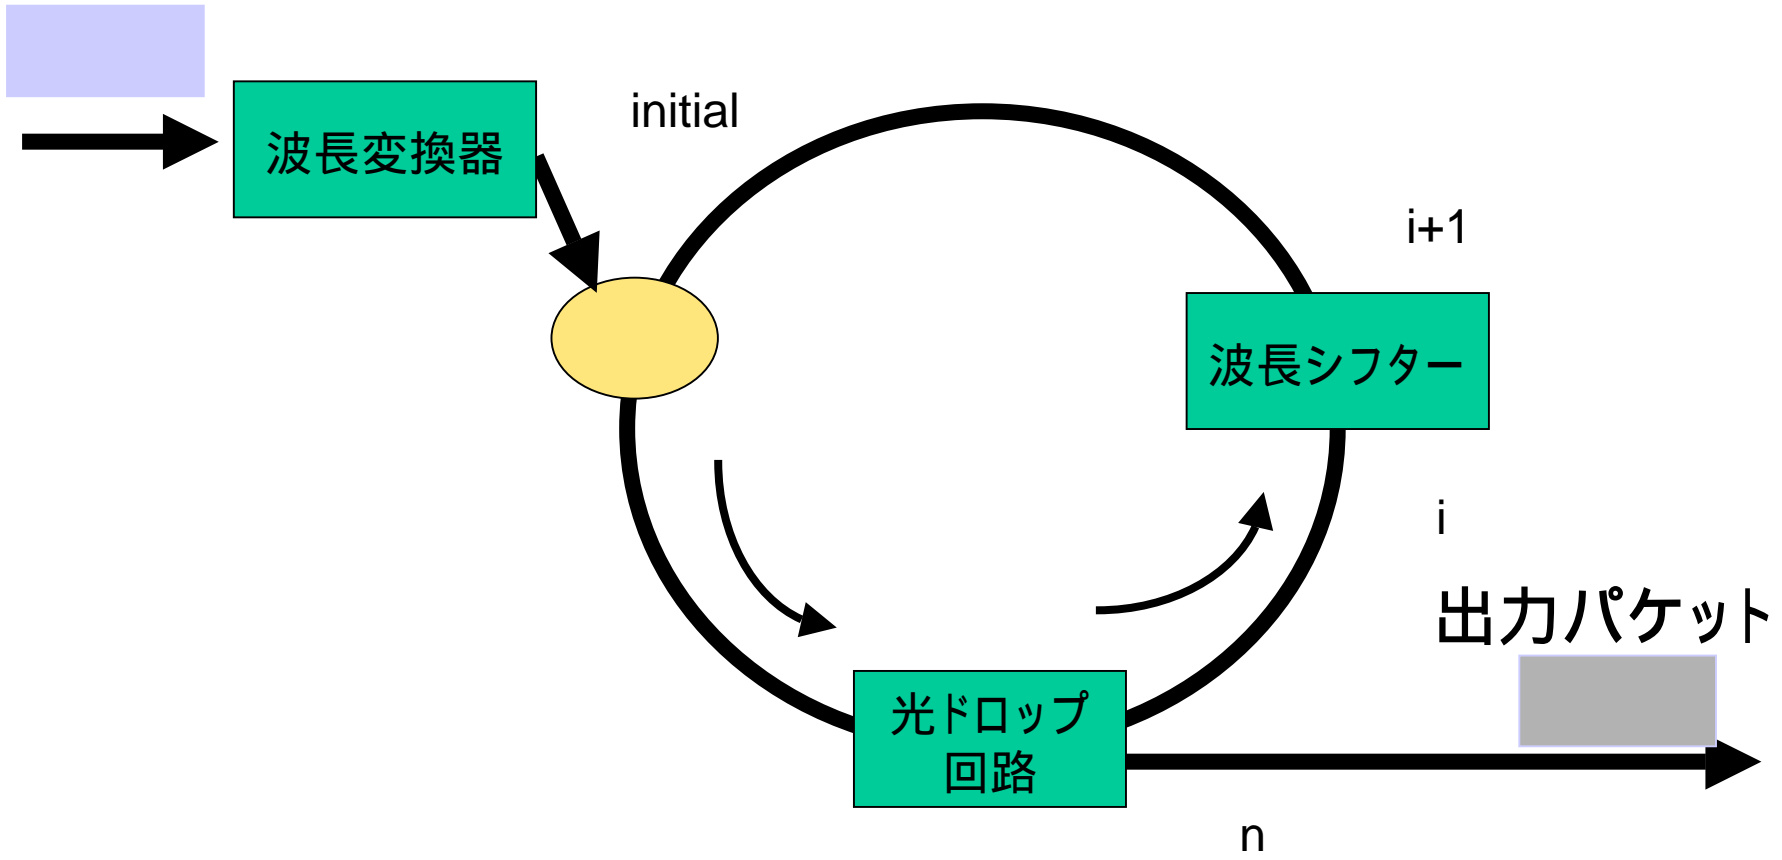 initial
波長変換器
i+1
波長シフター
i
出力パケット
光ドロップ
回路
n